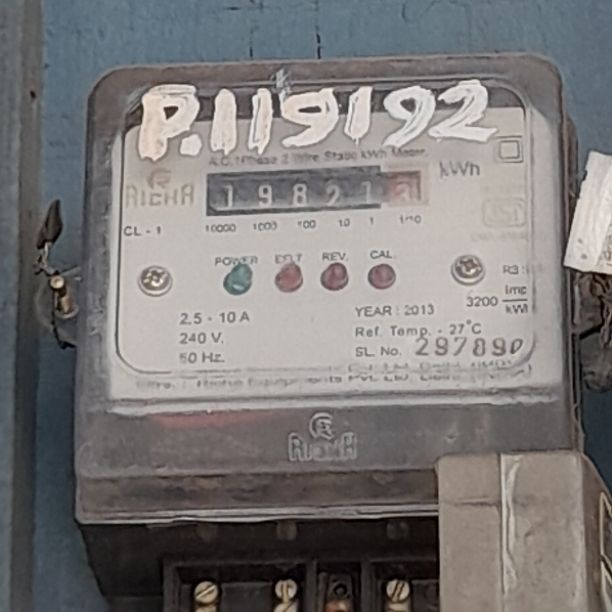 P.119192
A.C. 1Phase 2 Wire Static kWh Meter.
RICHA
kWh
1 9 8 2 1
CL - 1
10000 1000 100 10 1 1/10
POWER E/L.T REV. CAL.
2.5 - 10 A
240 V.
50 Hz.
YEARː 2013
Ref. Temp. - 27°C
SL. No. 297890
3200 Imp/kWh
RICHA